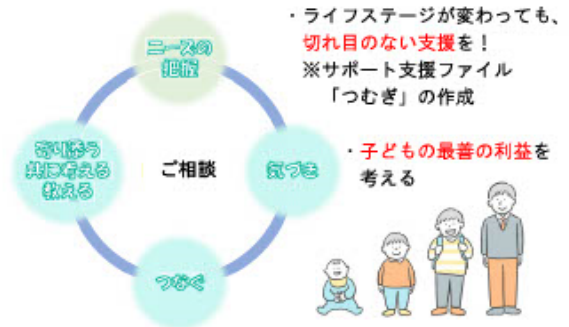 ニーズの
把握
寄り添う
共に考える
教える
ご相談
気づき
つなぐ
・ライフステージが変わっても、
切れ目のない支援を！
※サポート支援ファイル
「つむぎ」の作成
・子どもの最善の利益を
考える